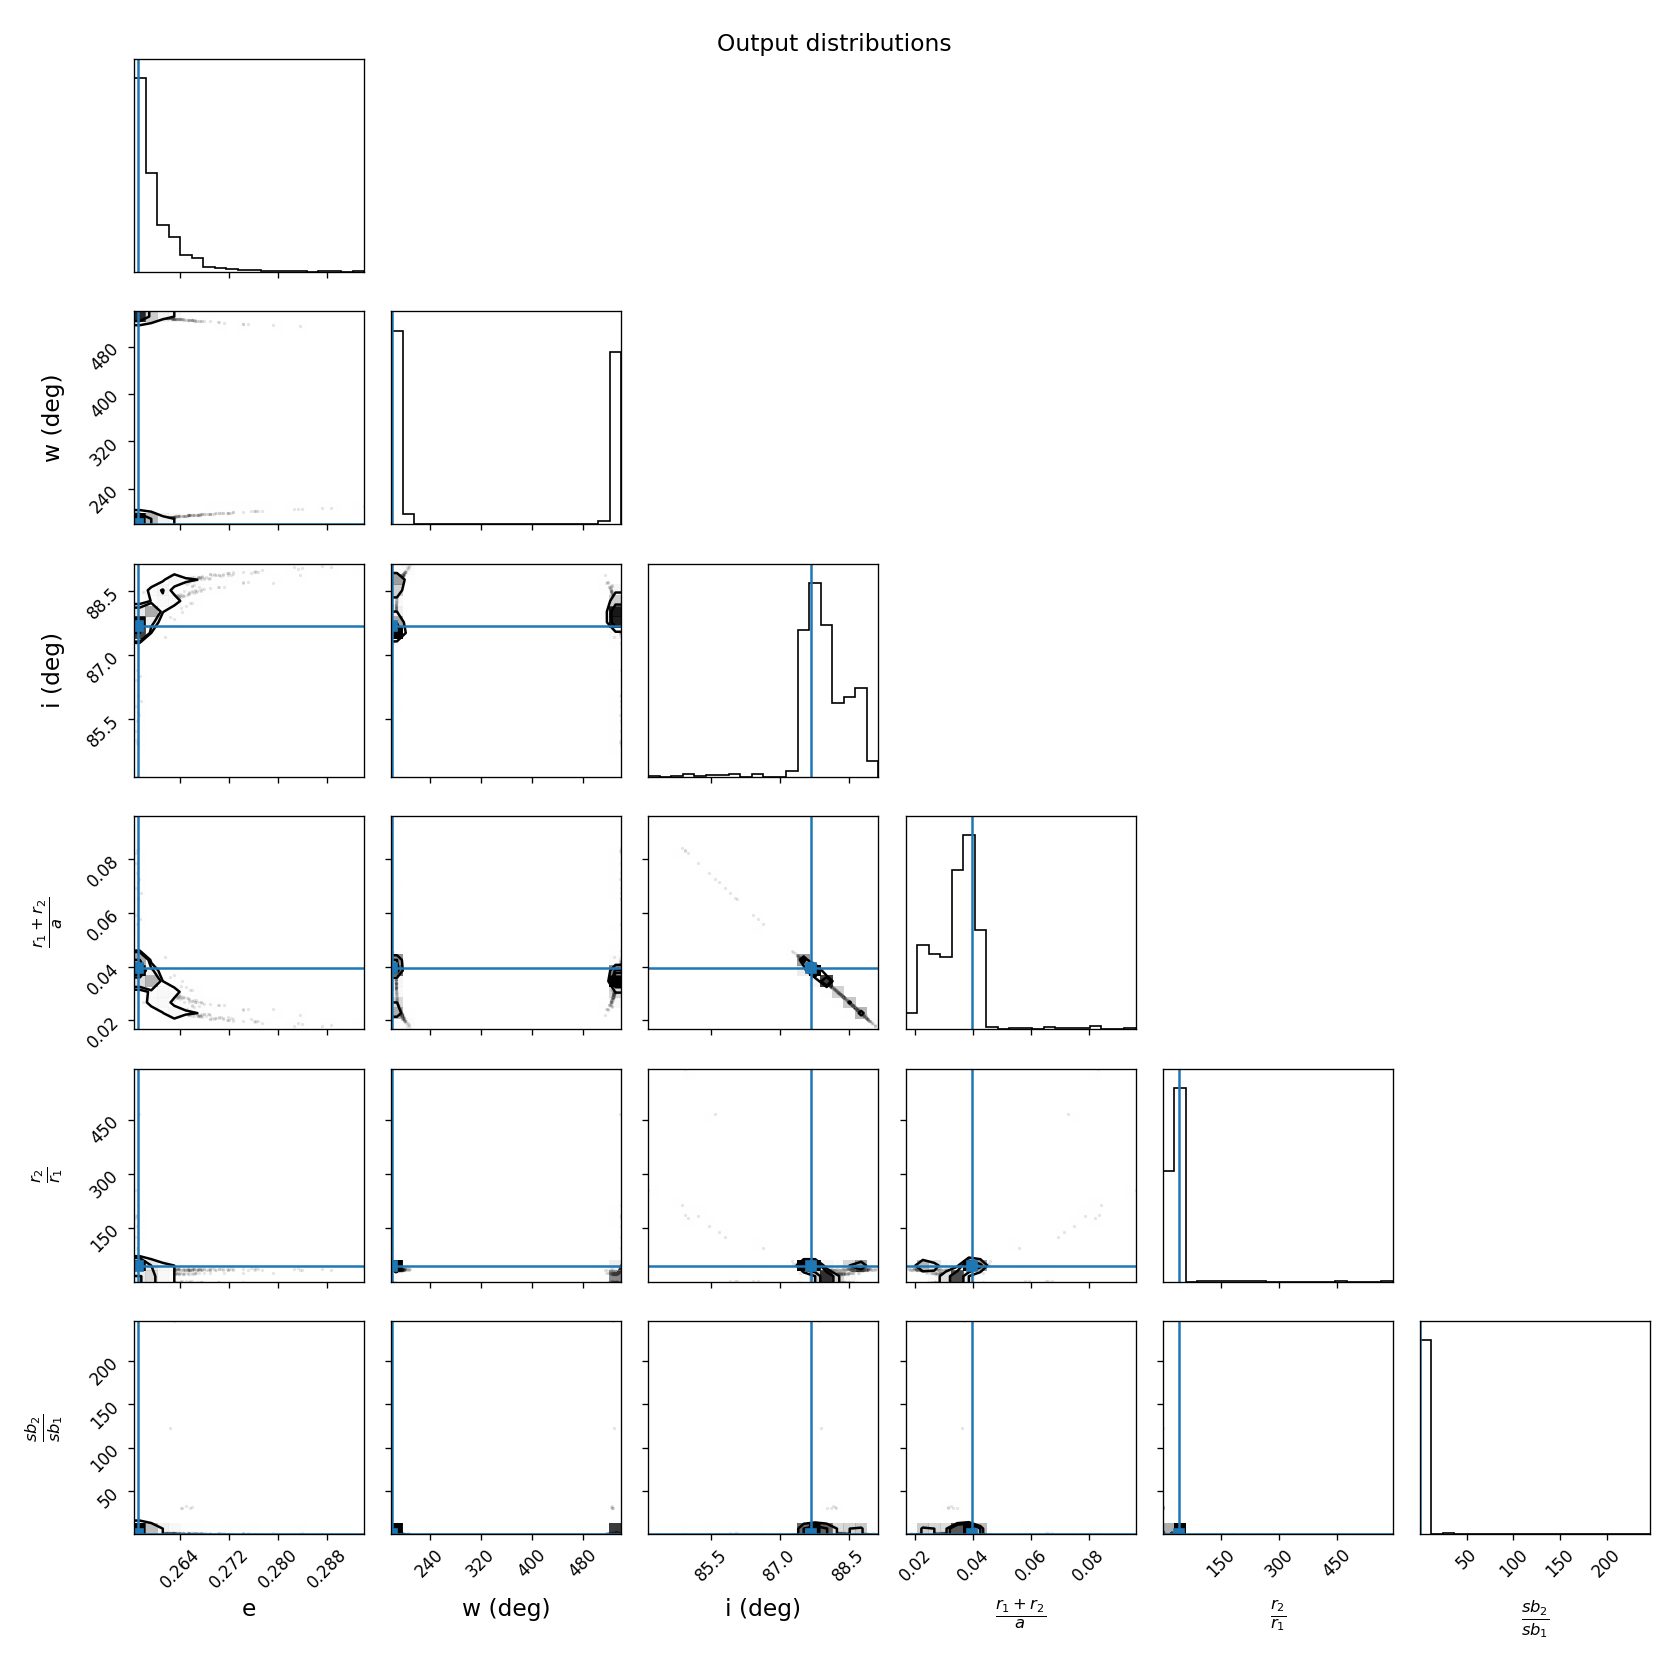 Output distributions
w (deg)
480
400
320
240
i (deg)
88.5
87.0
85.5
r₁ + r₂
a
0.08
0.06
0.04
0.02
r₂
r₁
450
300
150
sb₂
sb₁
200
150
100
50
0.264 0.272 0.280 0.288 240 320 400 480 85.5 87.0 88.5 0.02 0.04 0.06 0.08 150 300 450 50 100 150 200
e w (deg) i (deg)
r₁ + r₂
a
r₂
r₁
sb₂
sb₁